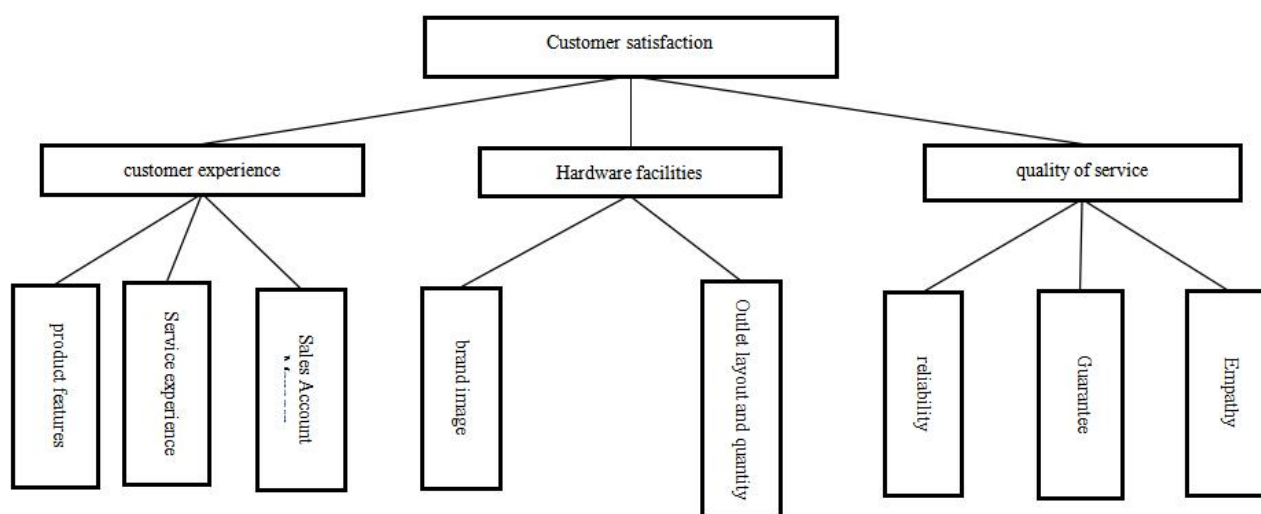 Customer satisfaction
customer experience
Hardware facilities
quality of service
product features
Service experience
Sales Account
brand image
Outlet layout and quantity
reliability
Guarantee
Empathy